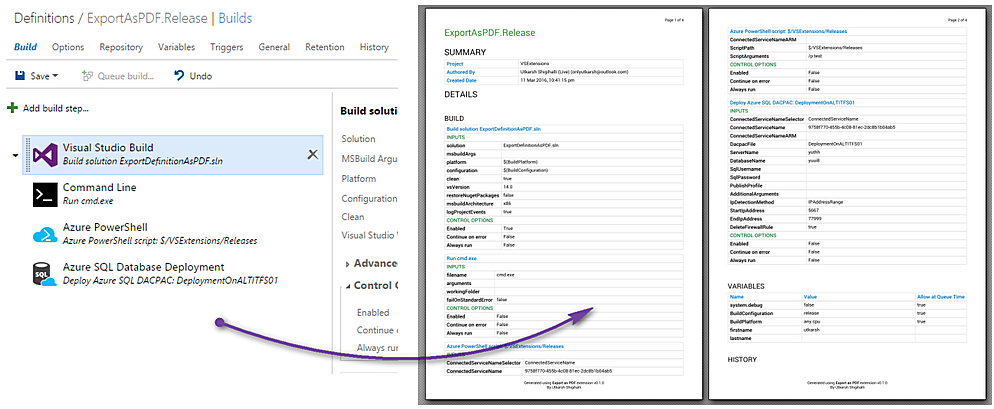 Definitions / ExportAsPDF.Release | Builds
Build Options Repository Variables Triggers General Retention History
Save Queue build... Undo
Add build step...
Visual Studio Build
Build solution ExportDefinitionAsPDF.sln
Command Line
Run cmd.exe
Azure PowerShell
Azure PowerShell script: $/VSExtensions/Releases
Azure SQL Database Deployment
Deploy Azure SQL DACPAC: DeploymentOnALTITFS01
Build soluti
Solution
MSBuild Argu
Platform
Configuration
Clean
Visual Studio V
Advance
Control O
Enabled
Continue
Always run
Page 1 of 4
ExportAsPDF.Release
SUMMARY
Project VSExtensions
Authored By Utkarsh Shigihalli (Live) (onlyutkarsh@outlook.com)
Created Date 11 Mar 2016, 10:41:15 pm
DETAILS
BUILD
Build solution ExportDefinitionAsPDF.sln
INPUTS
solution ExportDefinitionAsPDF.sln
msbuildArgs
platform $(BuildPlatform)
configuration $(BuildConfiguration)
clean true
vsVersion 14.0
restoreNugetPackages false
msbuildArchitecture x86
logProjectEvents true
CONTROL OPTIONS
Enabled True
Continue on error False
Always run False
Run cmd.exe
INPUTS
filename cmd.exe
arguments
workingFolder
failOnStandardError false
CONTROL OPTIONS
Enabled False
Continue on error False
Always run False
Azure PowerShell script: $/VSExtensions/Releases
INPUTS
ConnectedServiceNameSelector ConnectedServiceName
ConnectedServiceName 9758f770-455b-4c08-81ec-2dc8b1b04ab5
Generated using Export as PDF extension v0.1.0
By Utkarsh Shigihalli
Page 2 of 4
Azure PowerShell script: $/VSExtensions/Releases
ConnectedServiceNameARM
ScriptPath $/VSExtensions/Releases
ScriptArguments /p:test
CONTROL OPTIONS
Enabled False
Continue on error False
Always run False
Deploy Azure SQL DACPAC: DeploymentOnALTITFS01
INPUTS
ConnectedServiceNameSelector ConnectedServiceName
ConnectedServiceName 9758f770-455b-4c08-81ec-2dc8b1b04ab5
ConnectedServiceNameARM
DacpacFile DeploymentOnALTITFS01
ServerName
DatabaseName
SqlUsername
SqlPassword
PublishProfile
AdditionalArguments
IpDetectionMethod IPAddressRange
StartIpAddress 5667
EndIpAddress 77999
DeleteFirewallRule true
CONTROL OPTIONS
Enabled False
Continue on error False
Always run False
VARIABLES
Name Value Allow at Queue Time
system.debug false true
BuildConfiguration release true
BuildPlatform any cpu true
firstname utkarsh
lastname
HISTORY
Generated using Export as PDF extension v0.1.0
By Utkarsh Shigihalli